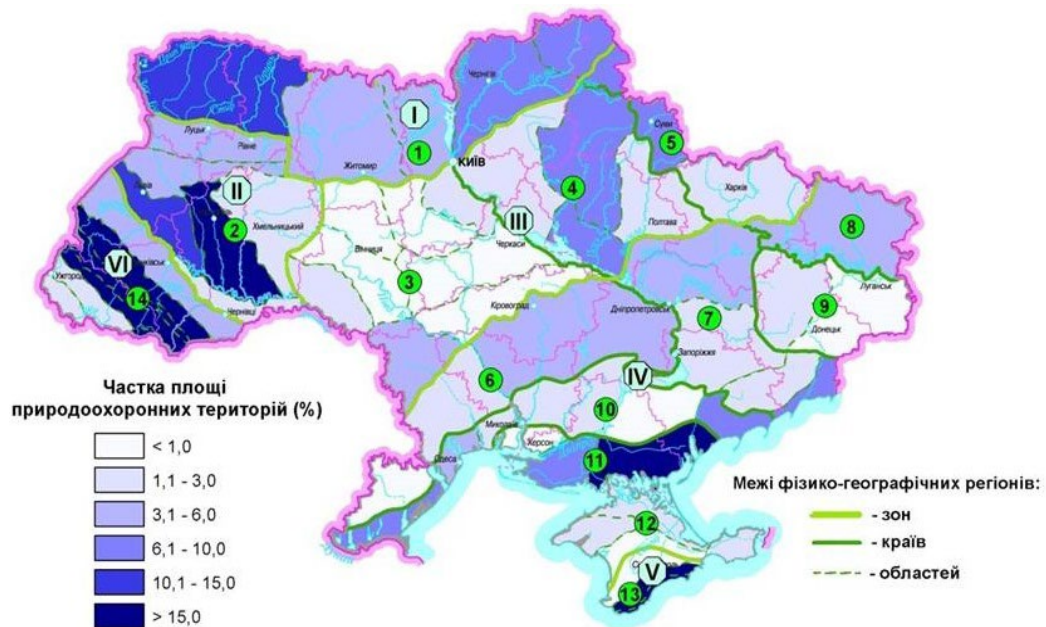 Чернігів
I
Суми
5
Луцьк
Рівне
1
Житомир
КИЇВ
Львів
II
4
Харків
2
Хмельницький
III
Полтава
8
Черкаси
Вінниця
VI
Ужгород
3
Луганськ
14
Кіровоград
9
Чернівці
Дніпропетровськ
7
Донецьк
Запоріжжя
6
IV
10
Миколаїв
Херсон
Одеса
11
12
V
13
Частка площі
природоохоронних територій (%)
< 1,0
1,1 - 3,0
3,1 - 6,0
6,1 - 10,0
10,1 - 15,0
> 15,0
Межі фізико-географічних регіонів:
- зон
- країв
- областей